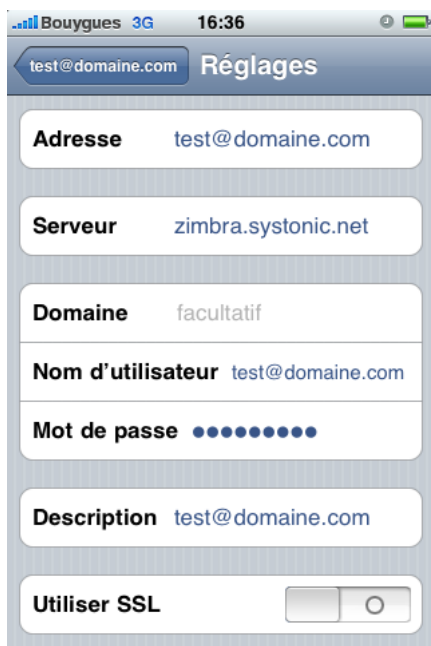 Bouygues 3G 16:36
test@domaine.com Réglages
Adresse test@domaine.com
Serveur zimbra.systonic.net
Domaine facultatif
Nom d'utilisateur test@domaine.com
Mot de passe ●●●●●●●●●
Description test@domaine.com
Utiliser SSL